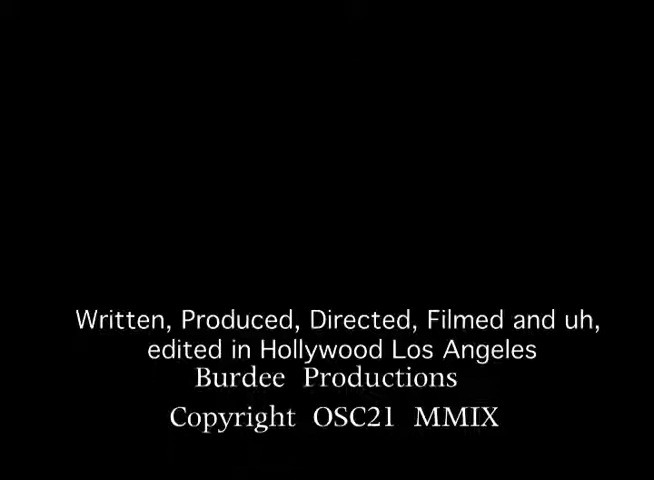 Written, Produced, Directed, Filmed and uh,
edited in Hollywood Los Angeles
Burdee Productions
Copyright OSC21 MMIX